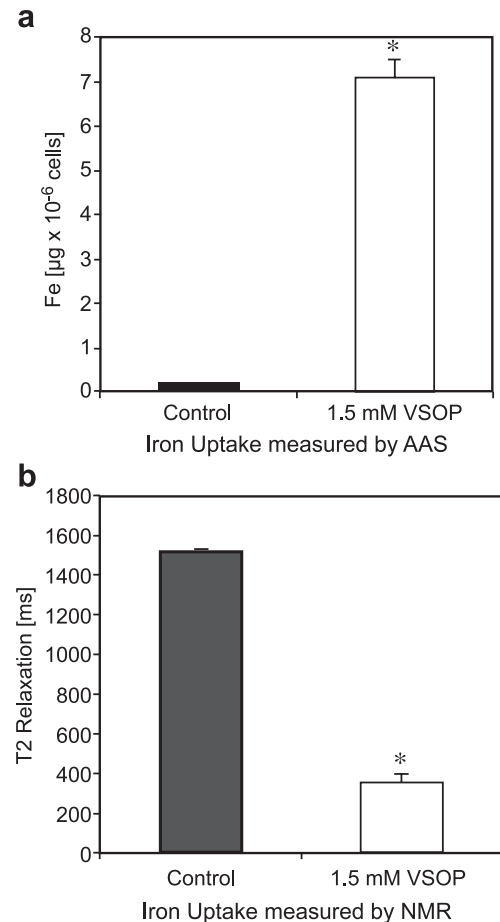 a
8
7
6
5
4
3
2
1
0
Fe [µg x 10⁻⁶ cells]
*
Control 1.5 mM VSOP
Iron Uptake measured by AAS
b
1800
1600
1400
1200
1000
800
600
400
200
0
T2 Relaxation [ms]
*
Control 1.5 mM VSOP
Iron Uptake measured by NMR